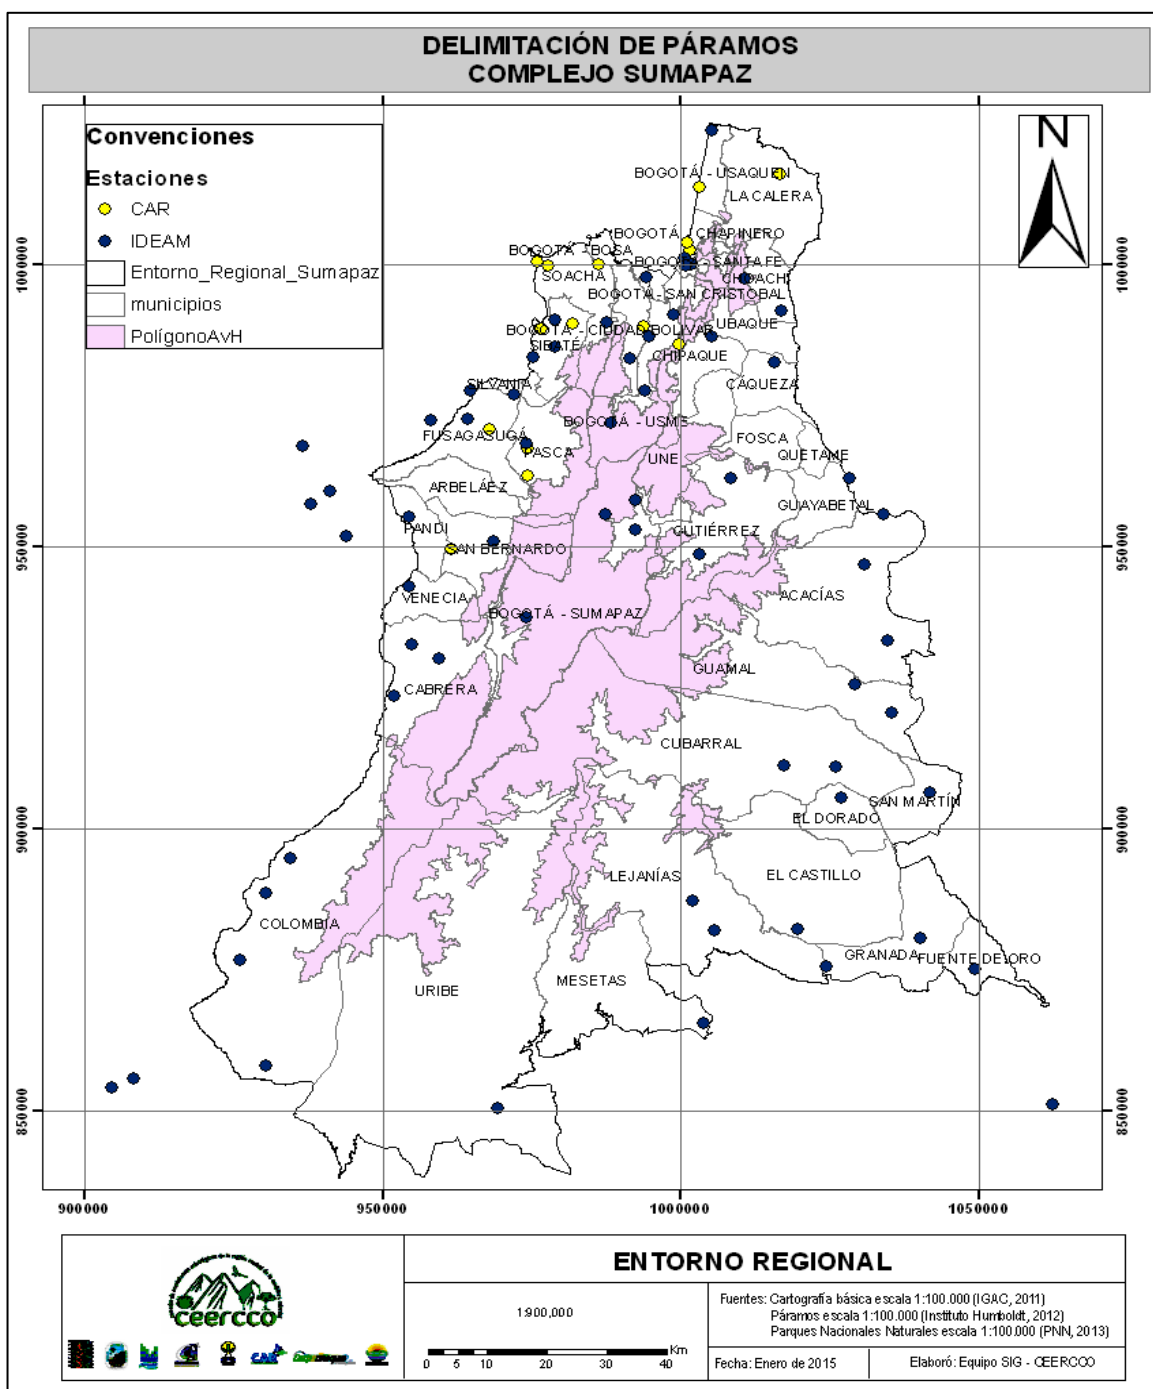 DELIMITACIÓN DE PÁRAMOS
COMPLEJO SUMAPAZ
Convenciones
Estaciones
CAR
IDEAM
Entorno_Regional_Sumapaz
municipios
PolígonoAvH
N
BOGOTÁ - USAQUEN
LA CALERA
BOGOTÁ - CHAPINERO
BOGOTÁ - BOSA
BOGOTÁ - SANTA FE
SOACHA
CHOACHÍ
BOGOTÁ - SAN CRISTOBAL
BOGOTÁ - CIUDAD BOLIVAR
UBAQUE
SIBATÉ
CHIPAQUE
SILVANIA
CÁQUEZA
BOGOTÁ - USME
FUSAGASUGÁ
FOSCA
PASCA
UNE
QUETAME
ARBELÁEZ
GUAYABETAL
PANDI
GUTIÉRREZ
SAN BERNARDO
VENECIA
ACACÍAS
BOGOTÁ - SUMAPAZ
GUAMAL
CABRERA
CUBARRAL
SAN MARTÍN
EL DORADO
LEJANÍAS
EL CASTILLO
COLOMBIA
GRANADA
FUENTE DE ORO
MESETAS
URIBE
1000000
950000
900000
850000
1000000
950000
900000
850000
900000
950000
1000000
1050000
ceercco
CAR
ENTORNO REGIONAL
1:900,000
Km
0 5 10 20 30 40
Fuentes: Cartografía básica escala 1:100.000 (IGAC, 2011)
Páramos escala 1:100.000 (Instituto Humboldt, 2012)
Parques Nacionales Naturales escala 1:100.000 (PNN, 2013)
Fecha: Enero de 2015
Elaboró: Equipo SIG - CEERCCO